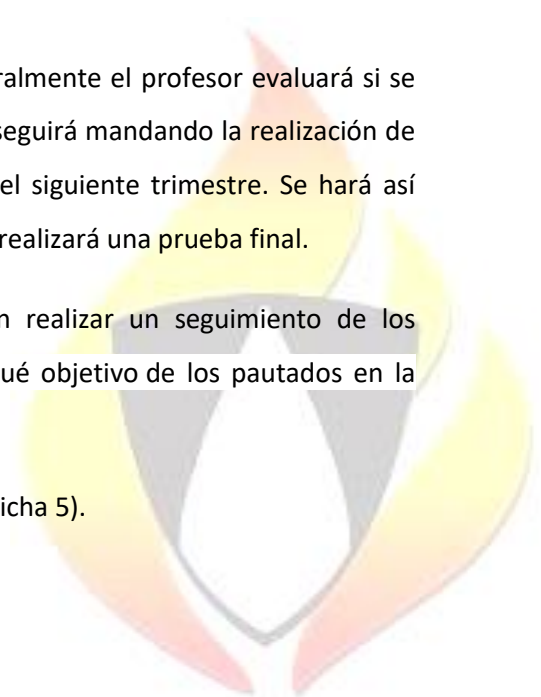 ralmente el profesor evaluará si se
seguirá mandando la realización de
el siguiente trimestre. Se hará así
realizará una prueba final.
n realizar un seguimiento de los
ué objetivo de los pautados en la
icha 5).